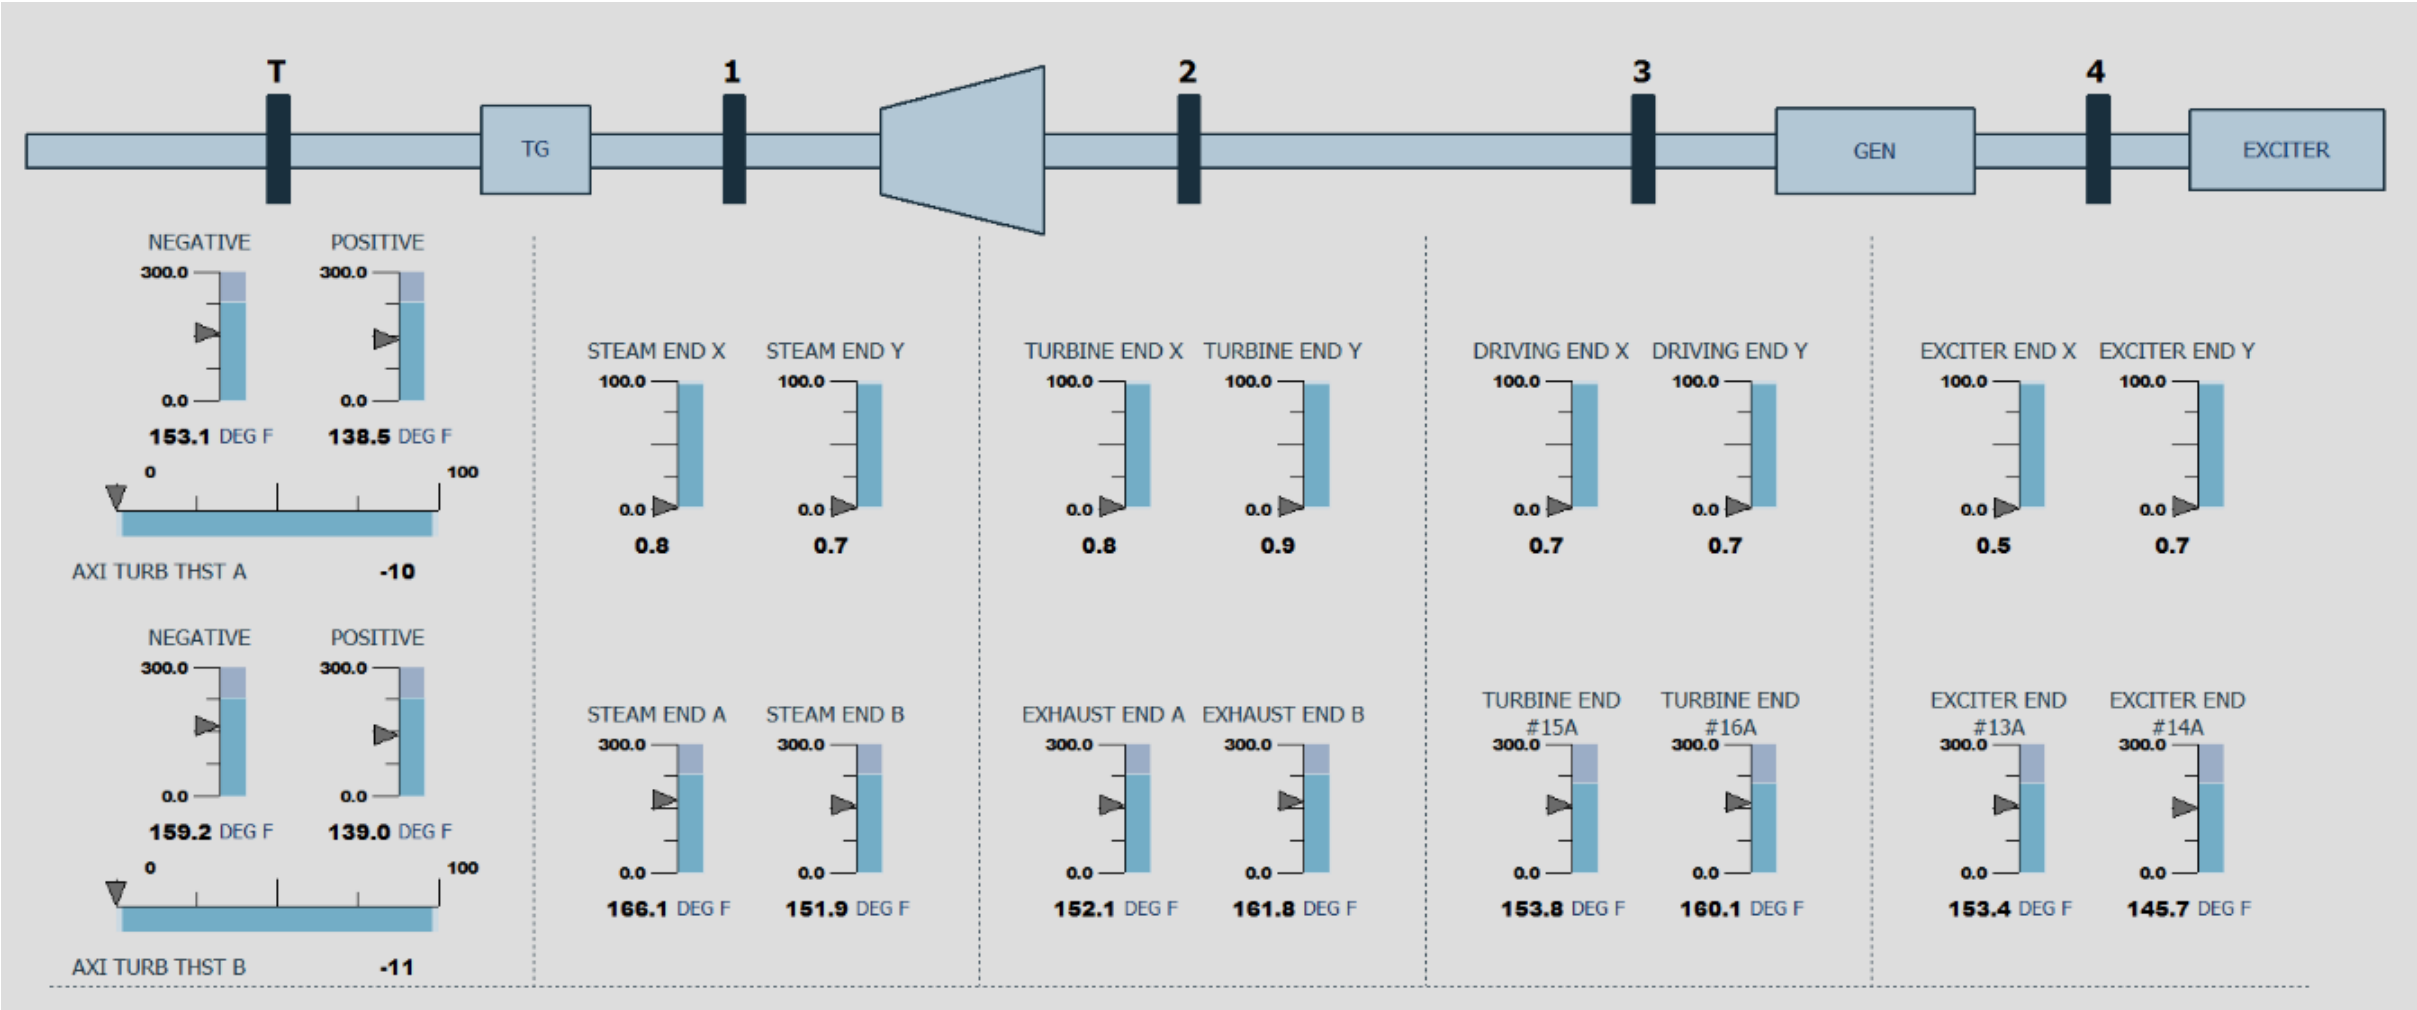 T 1 2 3 4
TG GEN EXCITER
NEGATIVE POSITIVE
300.0 300.0
0.0 0.0
153.1 DEG F 138.5 DEG F
0 100
AXI TURB THST A -10
NEGATIVE POSITIVE
300.0 300.0
0.0 0.0
159.2 DEG F 139.0 DEG F
0 100
AXI TURB THST B -11
STEAM END X STEAM END Y
100.0 100.0
0.0 0.0
0.8 0.7
STEAM END A STEAM END B
300.0 300.0
0.0 0.0
166.1 DEG F 151.9 DEG F
TURBINE END X TURBINE END Y
100.0 100.0
0.0 0.0
0.8 0.9
EXHAUST END A EXHAUST END B
300.0 300.0
0.0 0.0
152.1 DEG F 161.8 DEG F
DRIVING END X DRIVING END Y
100.0 100.0
0.0 0.0
0.7 0.7
TURBINE END TURBINE END
#15A #16A
300.0 300.0
0.0 0.0
153.8 DEG F 160.1 DEG F
EXCITER END X EXCITER END Y
100.0 100.0
0.0 0.0
0.5 0.7
EXCITER END EXCITER END
#13A #14A
300.0 300.0
0.0 0.0
153.4 DEG F 145.7 DEG F